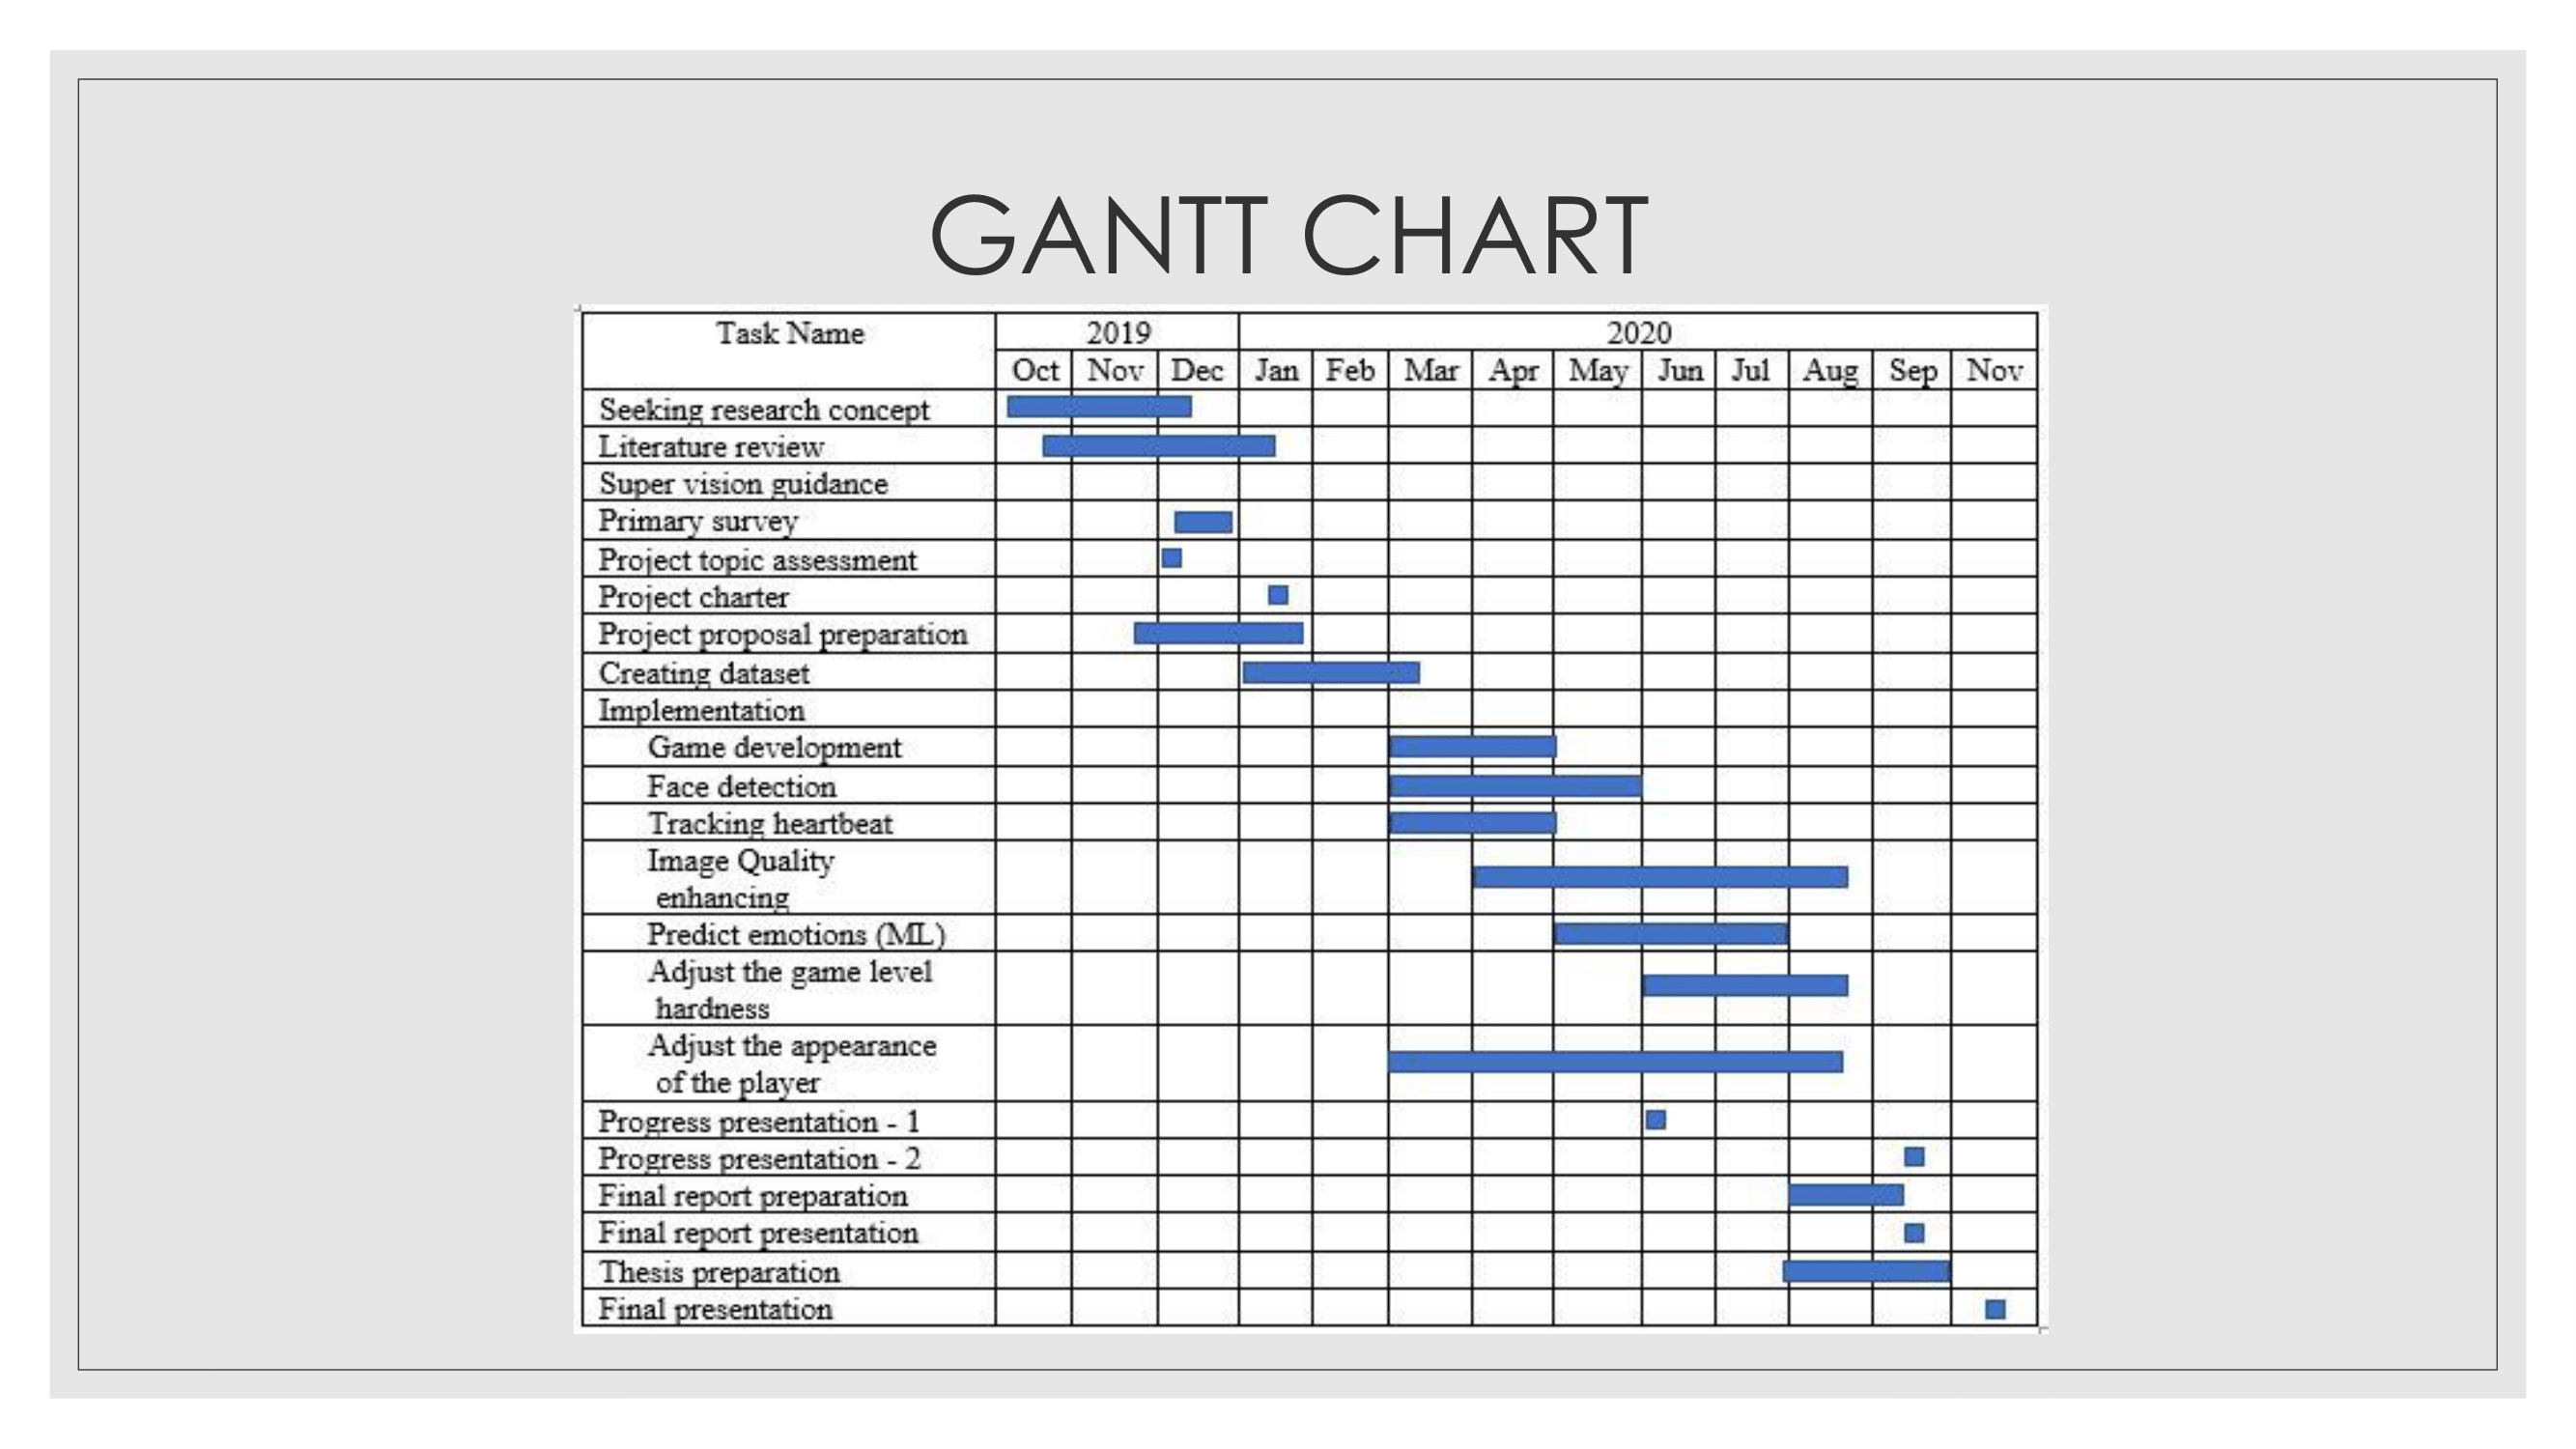 GANTT CHART
Task Name 2019 2020
Oct Nov Dec Jan Feb Mar Apr May Jun Jul Aug Sep Nov
Seeking research concept
Literature review
Super vision guidance
Primary survey
Project topic assessment
Project charter
Project proposal preparation
Creating dataset
Implementation
Game development
Face detection
Tracking heartbeat
Image Quality
enhancing
Predict emotions (ML)
Adjust the game level
hardness
Adjust the appearance
of the player
Progress presentation - 1
Progress presentation - 2
Final report preparation
Final report presentation
Thesis preparation
Final presentation